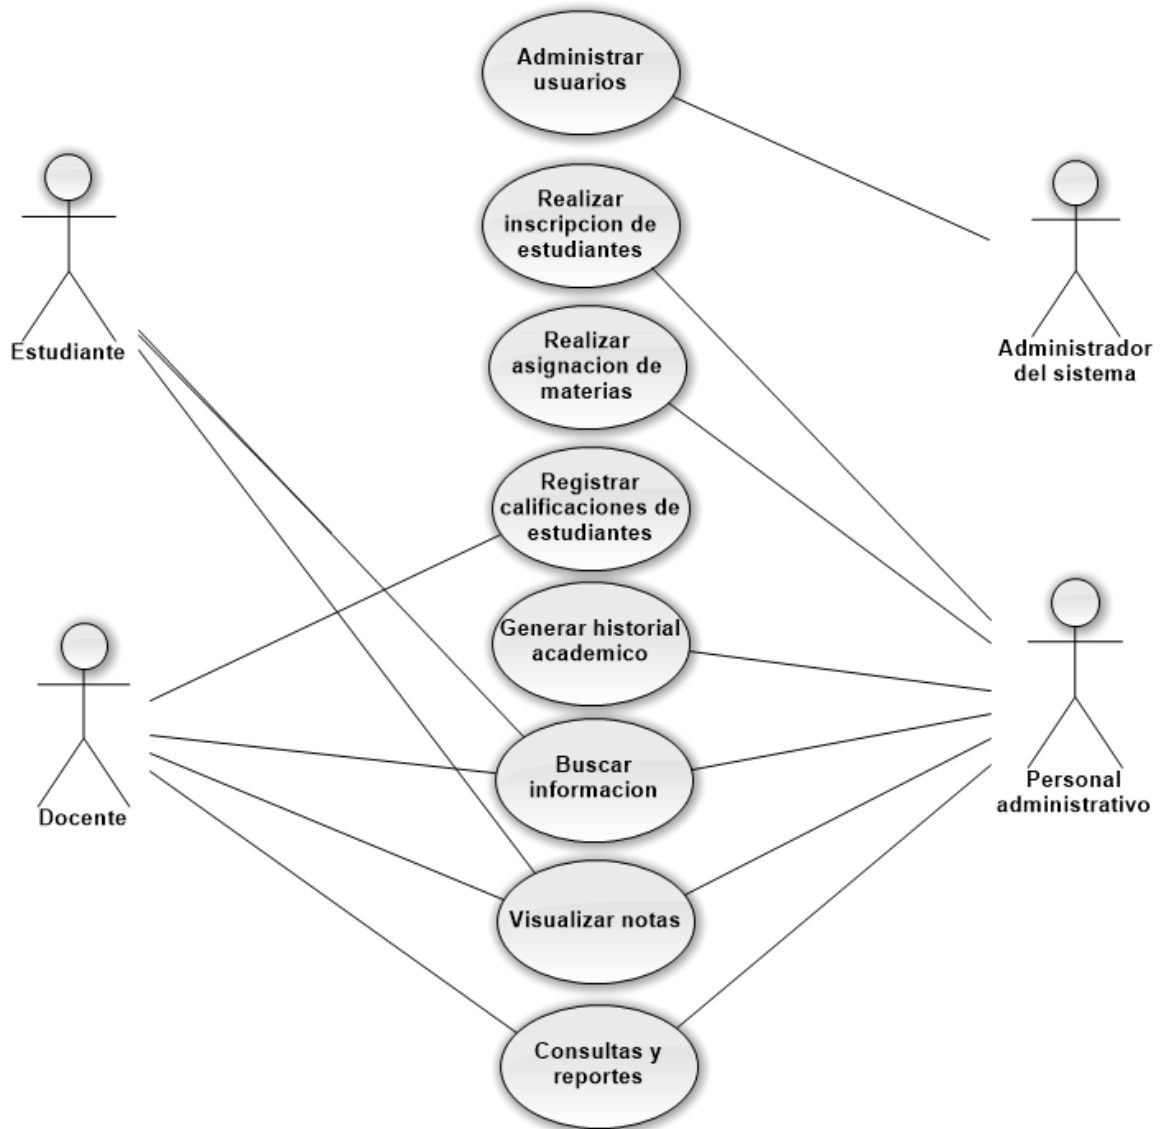 Administrar
usuarios
Realizar
inscripcion de
estudiantes
Estudiante
Realizar
asignacion de
materias
Administrador
del sistema
Registrar
calificaciones de
estudiantes
Generar historial
academico
Docente
Buscar
informacion
Personal
administrativo
Visualizar notas
Consultas y
reportes